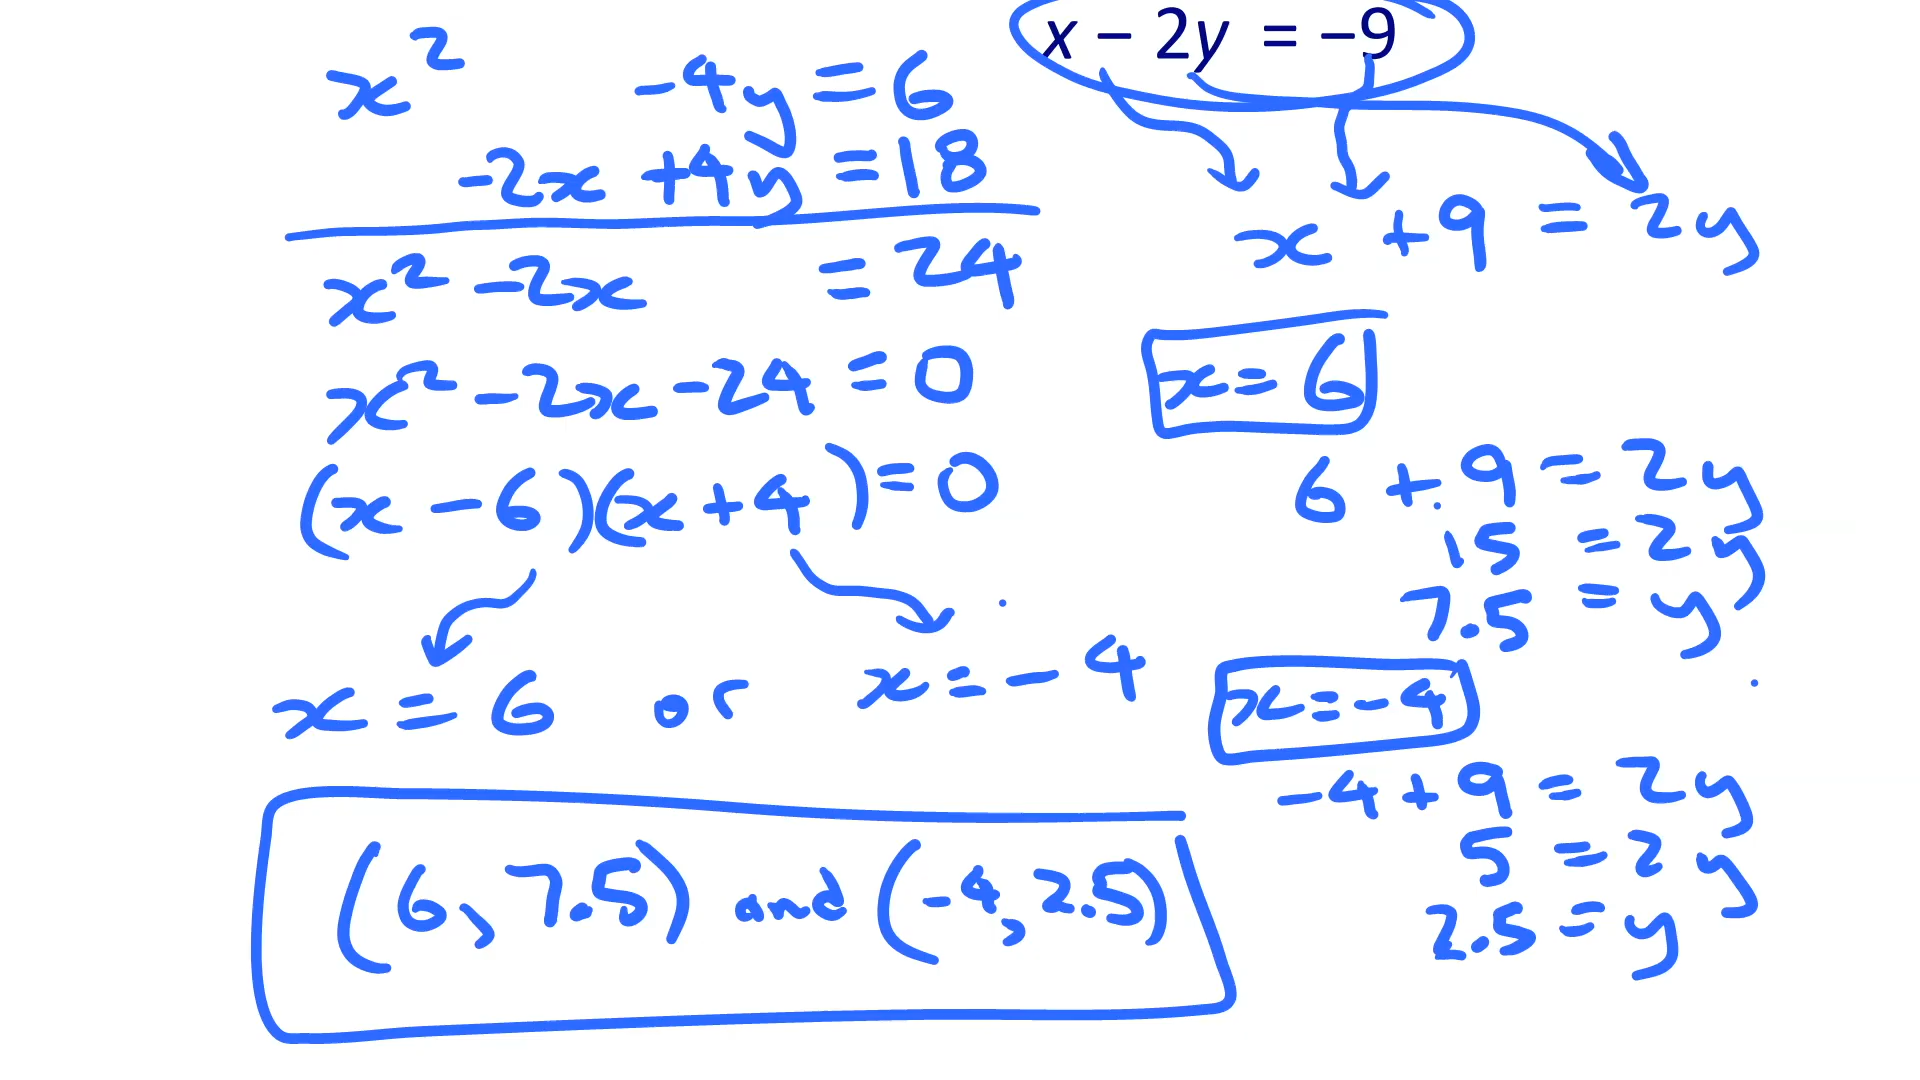 x – 2y = –9
x² -4y = 6
-2x +4y = 18
x² -2x = 24
x² -2x -24 = 0
(x - 6)(x + 4) = 0
x = 6 or x = -4
(6, 7.5) and (-4, 2.5)
x + 9 = 2y
x = 6
6 + 9 = 2y
15 = 2y
7.5 = y
x = -4
-4 + 9 = 2y
5 = 2y
2.5 = y